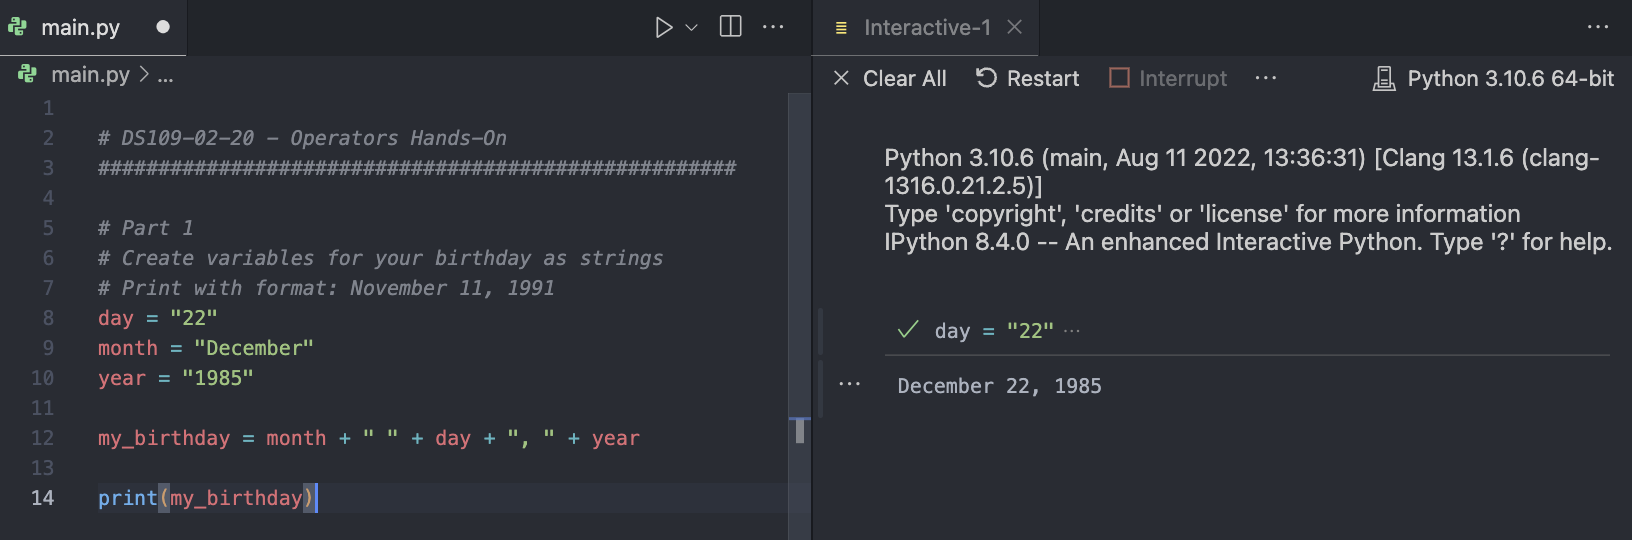 main.py
main.py > ...
1
2 # DS109-02-20 - Operators Hands-On
3 #####################################################
4
5 # Part 1
6 # Create variables for your birthday as strings
7 # Print with format: November 11, 1991
8 day = "22"
9 month = "December"
10 year = "1985"
11
12 my_birthday = month + " " + day + ", " + year
13
14 print(my_birthday)
Interactive-1
Clear All Restart Interrupt ... Python 3.10.6 64-bit
Python 3.10.6 (main, Aug 11 2022, 13:36:31) [Clang 13.1.6 (clang-
1316.0.21.2.5)]
Type 'copyright', 'credits' or 'license' for more information
IPython 8.4.0 -- An enhanced Interactive Python. Type '?' for help.
day = "22" ...
December 22, 1985